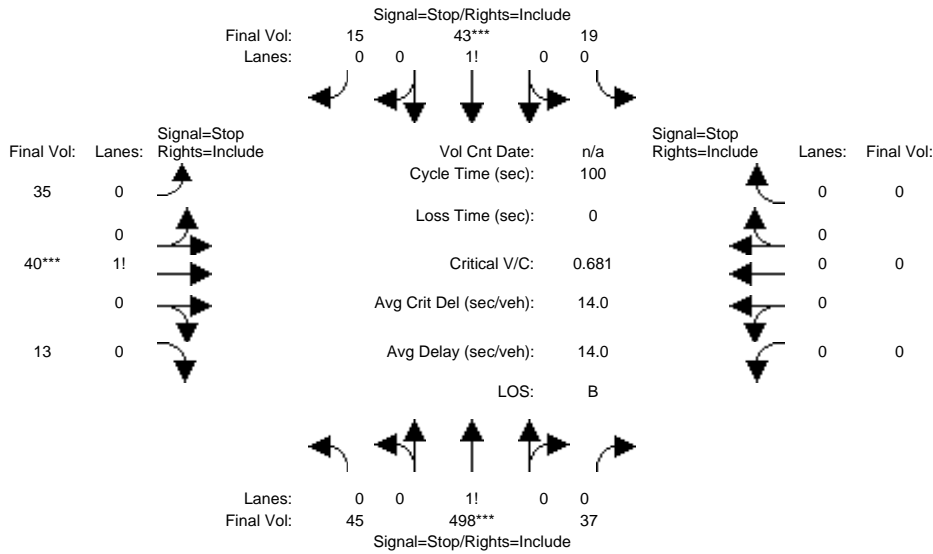 Signal=Stop/Rights=Include
Final Vol: 15 43*** 19
Lanes: 0 0 1! 0 0
Signal=Stop
Final Vol: Lanes: Rights=Include
Vol Cnt Date: n/a
Signal=Stop
Rights=Include Lanes: Final Vol:
Cycle Time (sec): 100
35 0
0 0
Loss Time (sec): 0
0
0
40*** 1!
Critical V/C: 0.681
0 0
0
Avg Crit Del (sec/veh): 14.0
0
13 0
Avg Delay (sec/veh): 14.0
0 0
LOS: B
Lanes: 0 0 1! 0 0
Final Vol: 45 498*** 37
Signal=Stop/Rights=Include